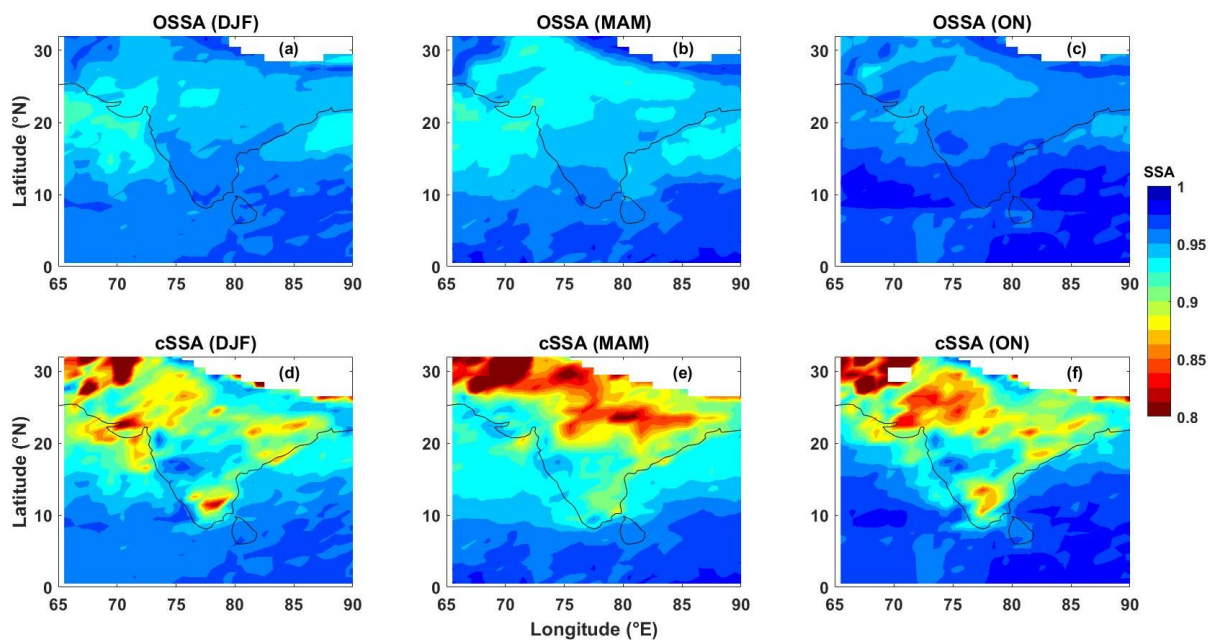 OSSA (DJF)
OSSA (MAM)
OSSA (ON)
(a)
(b)
(c)
Latitude (°N)
30
20
10
0
30
20
10
0
30
20
10
0
65 70 75 80 85 90
65 70 75 80 85 90
65 70 75 80 85 90
SSA
1
0.95
0.9
0.85
0.8
cSSA (DJF)
cSSA (MAM)
cSSA (ON)
(d)
(e)
(f)
Latitude (°N)
30
20
10
0
30
20
10
0
30
20
10
0
65 70 75 80 85 90
65 70 75 80 85 90
65 70 75 80 85 90
Longitude (°E)